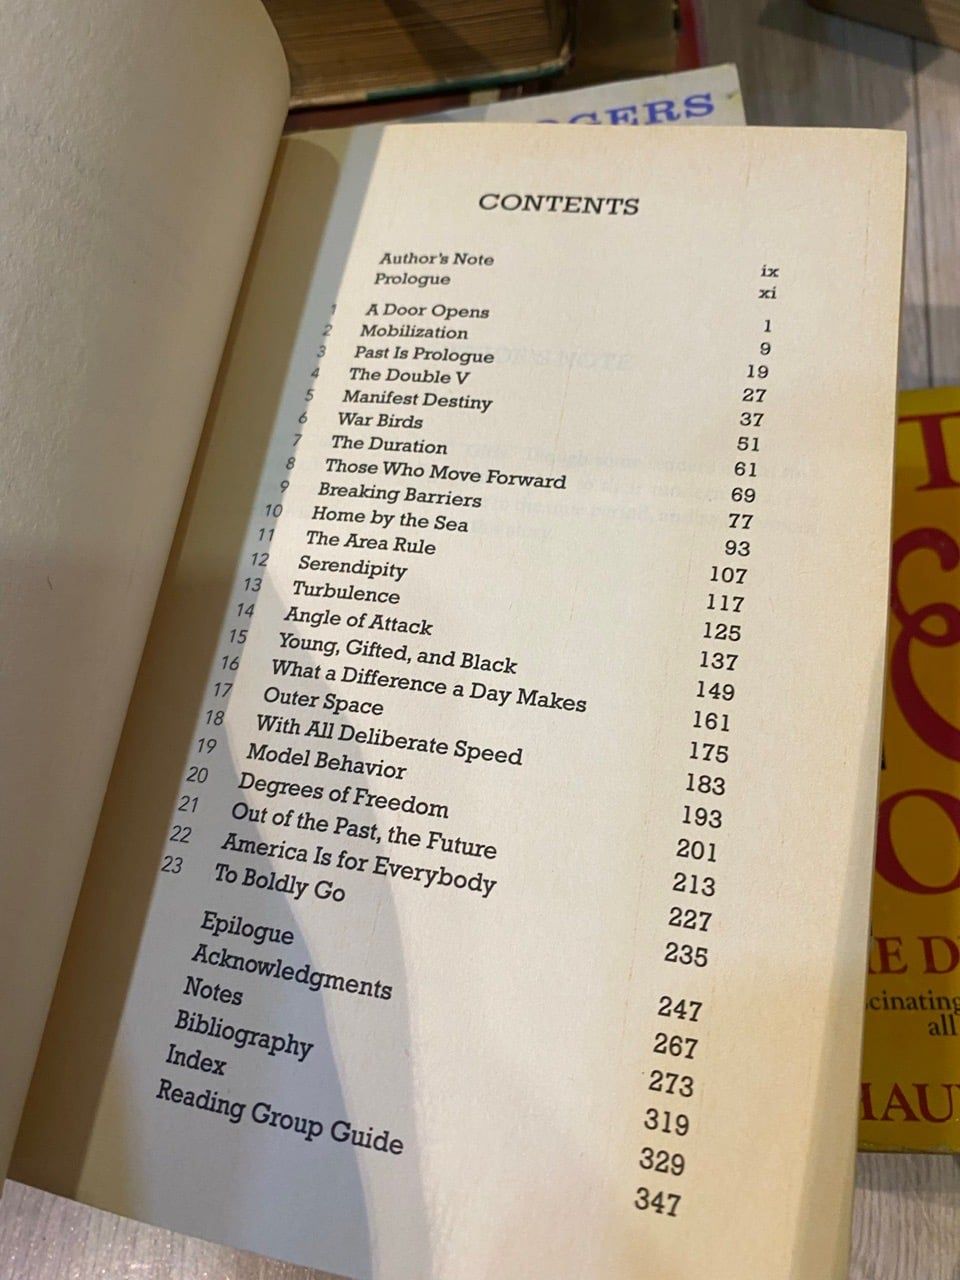 OGERS
CONTENTS
Author's Note ix
Prologue xi
1 A Door Opens 1
2 Mobilization 9
3 Past Is Prologue 19
4 The Double V 27
5 Manifest Destiny 37
6 War Birds 51
7 The Duration 61
8 Those Who Move Forward 69
9 Breaking Barriers 77
10 Home by the Sea 93
11 The Area Rule 107
12 Serendipity 117
13 Turbulence 125
14 Angle of Attack 137
15 Young, Gifted, and Black 149
16 What a Difference a Day Makes 161
17 Outer Space 175
18 With All Deliberate Speed 183
19 Model Behavior 193
20 Degrees of Freedom 201
21 Out of the Past, the Future 213
22 America Is for Everybody 227
23 To Boldly Go 235
Epilogue 247
Acknowledgments 267
Notes 273
Bibliography 319
Index 329
Reading Group Guide 347
E D
cinating
all
HAU